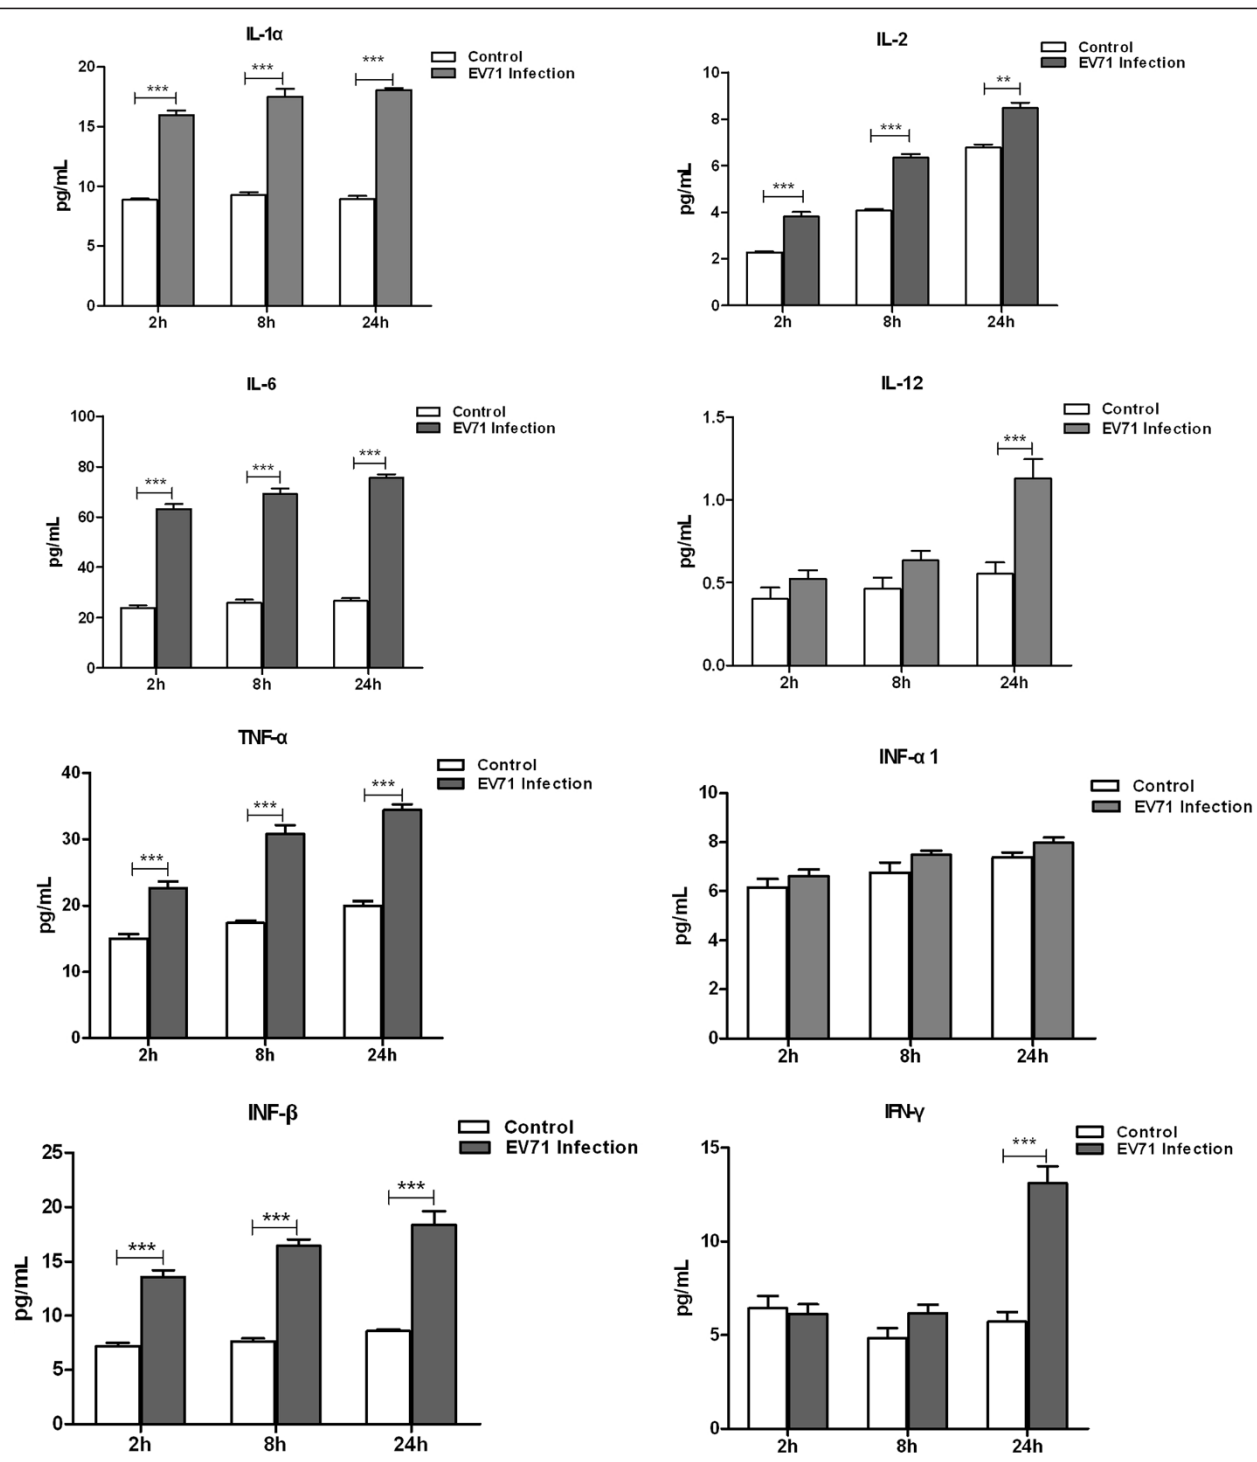 IL-1α
Control
EV71 Infection
pg/mL
20
15
10
5
0
***
***
***
2h
8h
24h
IL-2
Control
EV71 Infection
pg/mL
10
8
6
4
2
0
***
***
**
2h
8h
24h
IL-6
Control
EV71 Infection
pg/mL
100
80
60
40
20
0
***
***
***
2h
8h
24h
IL-12
Control
EV71 Infection
pg/mL
1.5
1.0
0.5
0.0
***
2h
8h
24h
TNF-α
Control
EV71 Infection
pg/mL
40
30
20
10
0
***
***
***
2h
8h
24h
INF-α 1
Control
EV71 Infection
pg/mL
10
8
6
4
2
0
2h
8h
24h
INF-β
Control
EV71 Infection
pg/mL
25
20
15
10
5
0
***
***
***
2h
8h
24h
IFN-γ
Control
EV71 Infection
pg/mL
15
10
5
0
***
2h
8h
24h